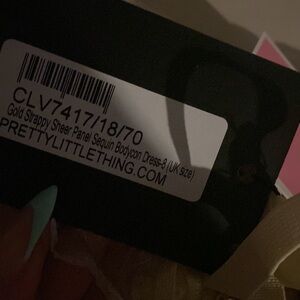 CLV7417/18/70
Gold Strappy Sheer Panel Sequin Bodycon Dress-8 (UK size)
PRETTYLITTLETHING.COM